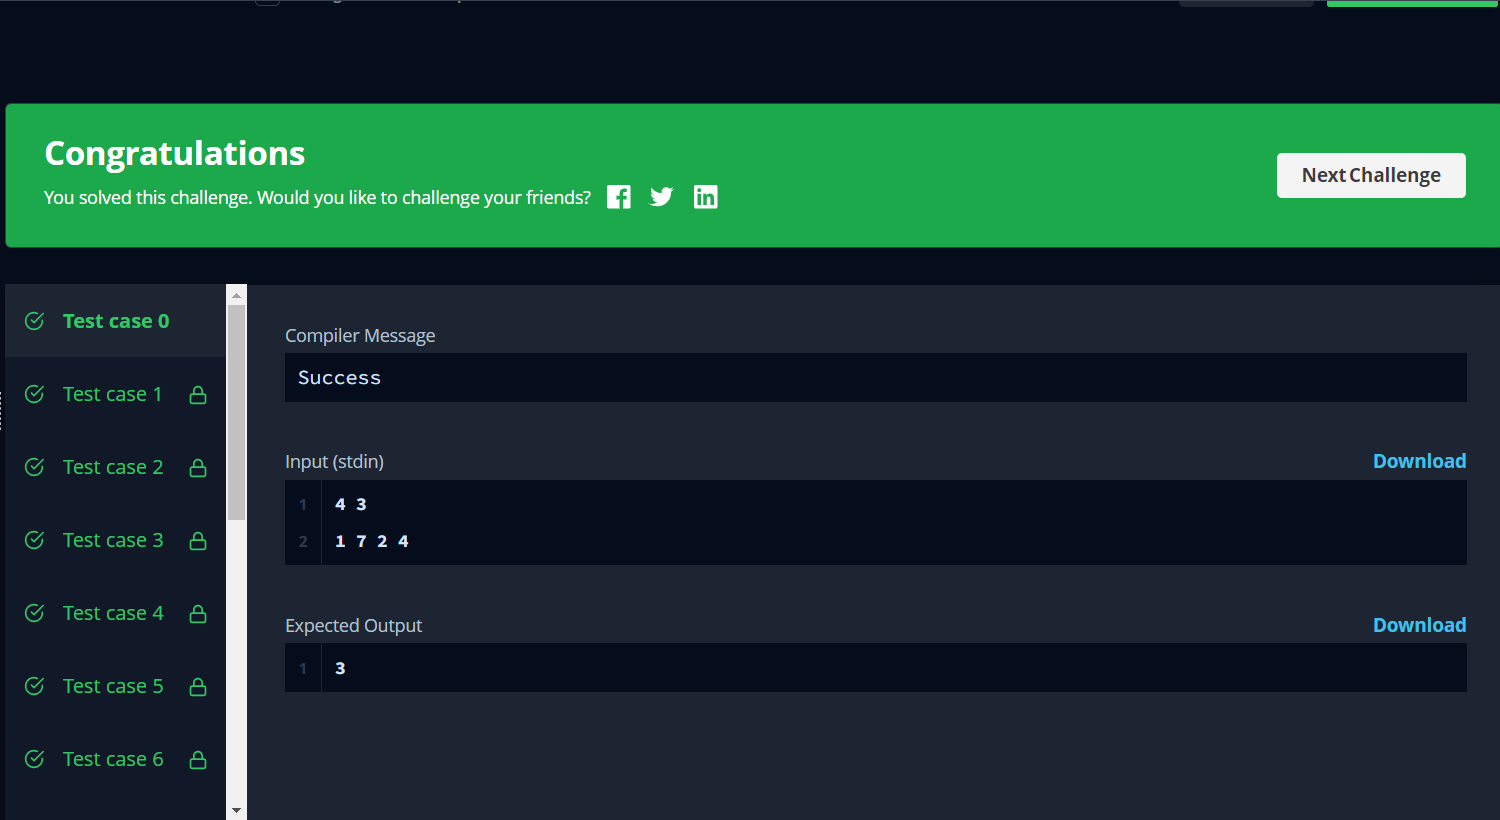 Congratulations
You solved this challenge. Would you like to challenge your friends?
Next Challenge
Test case 0
Test case 1
Test case 2
Test case 3
Test case 4
Test case 5
Test case 6
Compiler Message
Success
Input (stdin)
Download
1 4 3
2 1 7 2 4
Expected Output
Download
1 3